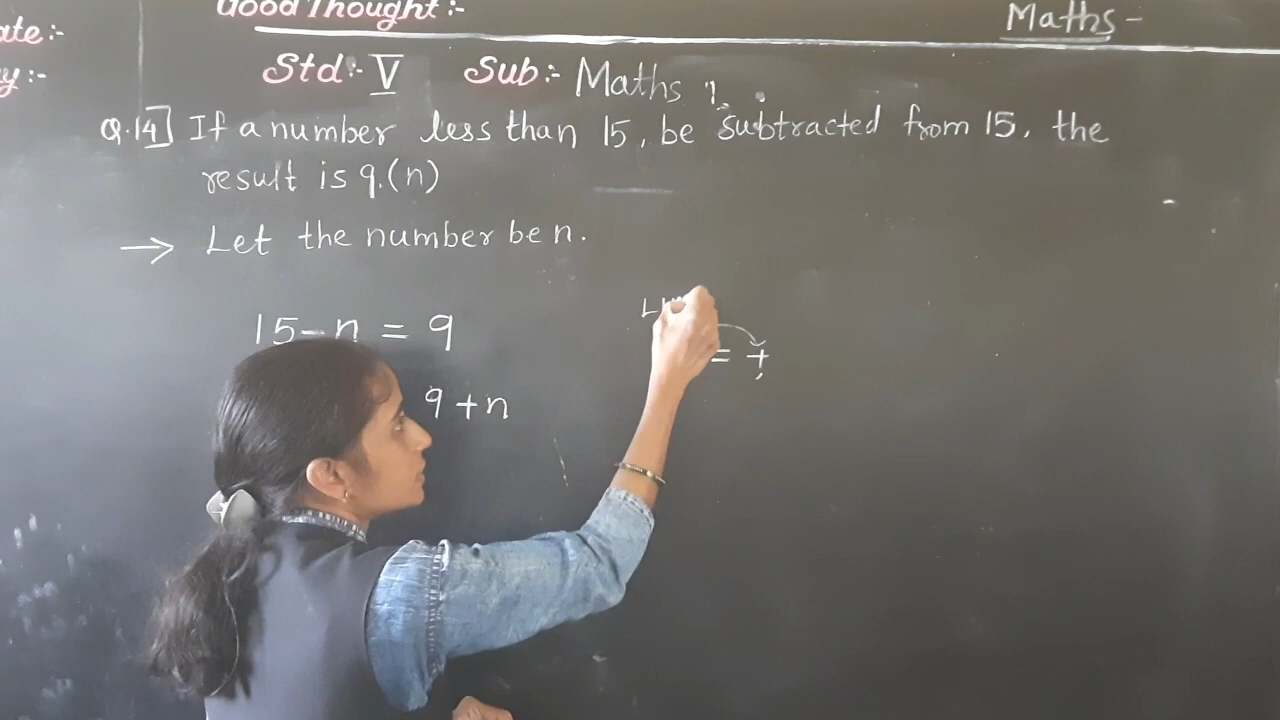 Good Thought :-
Maths -
ate:-
y:-
Std :- V Sub :- Maths
Q.14] If a number less than 15, be subtracted from 15, the
result is 9. (n)
→ Let the number be n.
15 - n = 9
9 + n
= +